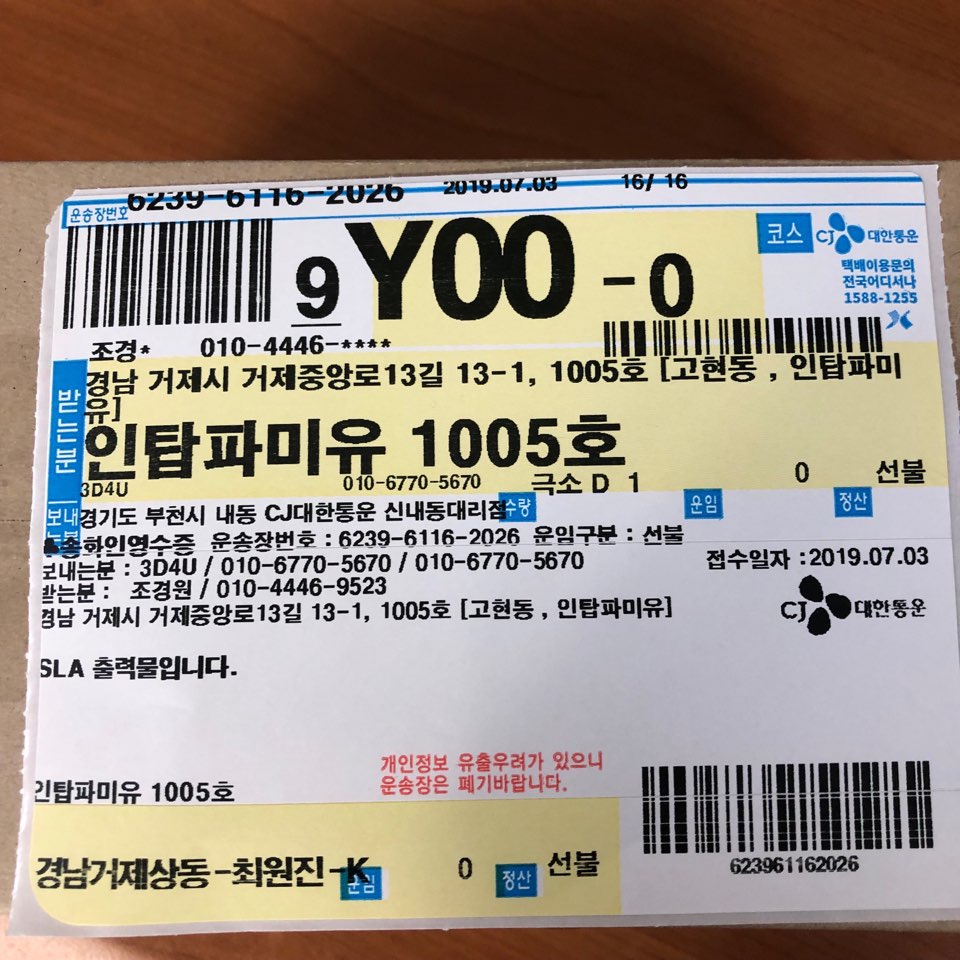 운송장번호 6239-6116-2026 2019.07.03 16/ 16
9 Y00 -0
코스 CJ 대한통운
택배이용문의
전국어디서나
1588-1255
조경* 010-4446-****
받는분
경남 거제시 거제중앙로13길 13-1, 1005호 [고현동 , 인탑파미
유]
인탑파미유 1005호
3D4U 010-6770-5670 극소 D 1 0 선불
보내 경기도 부천시 내동 CJ대한통운 신내동대리점 수량 운임 정산
수화인영수증 운송장번호 : 6239-6116-2026 운임구분 : 선불
보내는분 : 3D4U / 010-6770-5670 / 010-6770-5670 접수일자 : 2019.07.03
받는분 : 조경원 / 010-4446-9523
경남 거제시 거제중앙로13길 13-1, 1005호 [고현동 , 인탑파미유]
CJ 대한통운
SLA 출력물입니다.
개인정보 유출우려가 있으니
운송장은 폐기바랍니다.
인탑파미유 1005호
경남거제상동-최원진-K 운임 0 정산 선불
623961162026